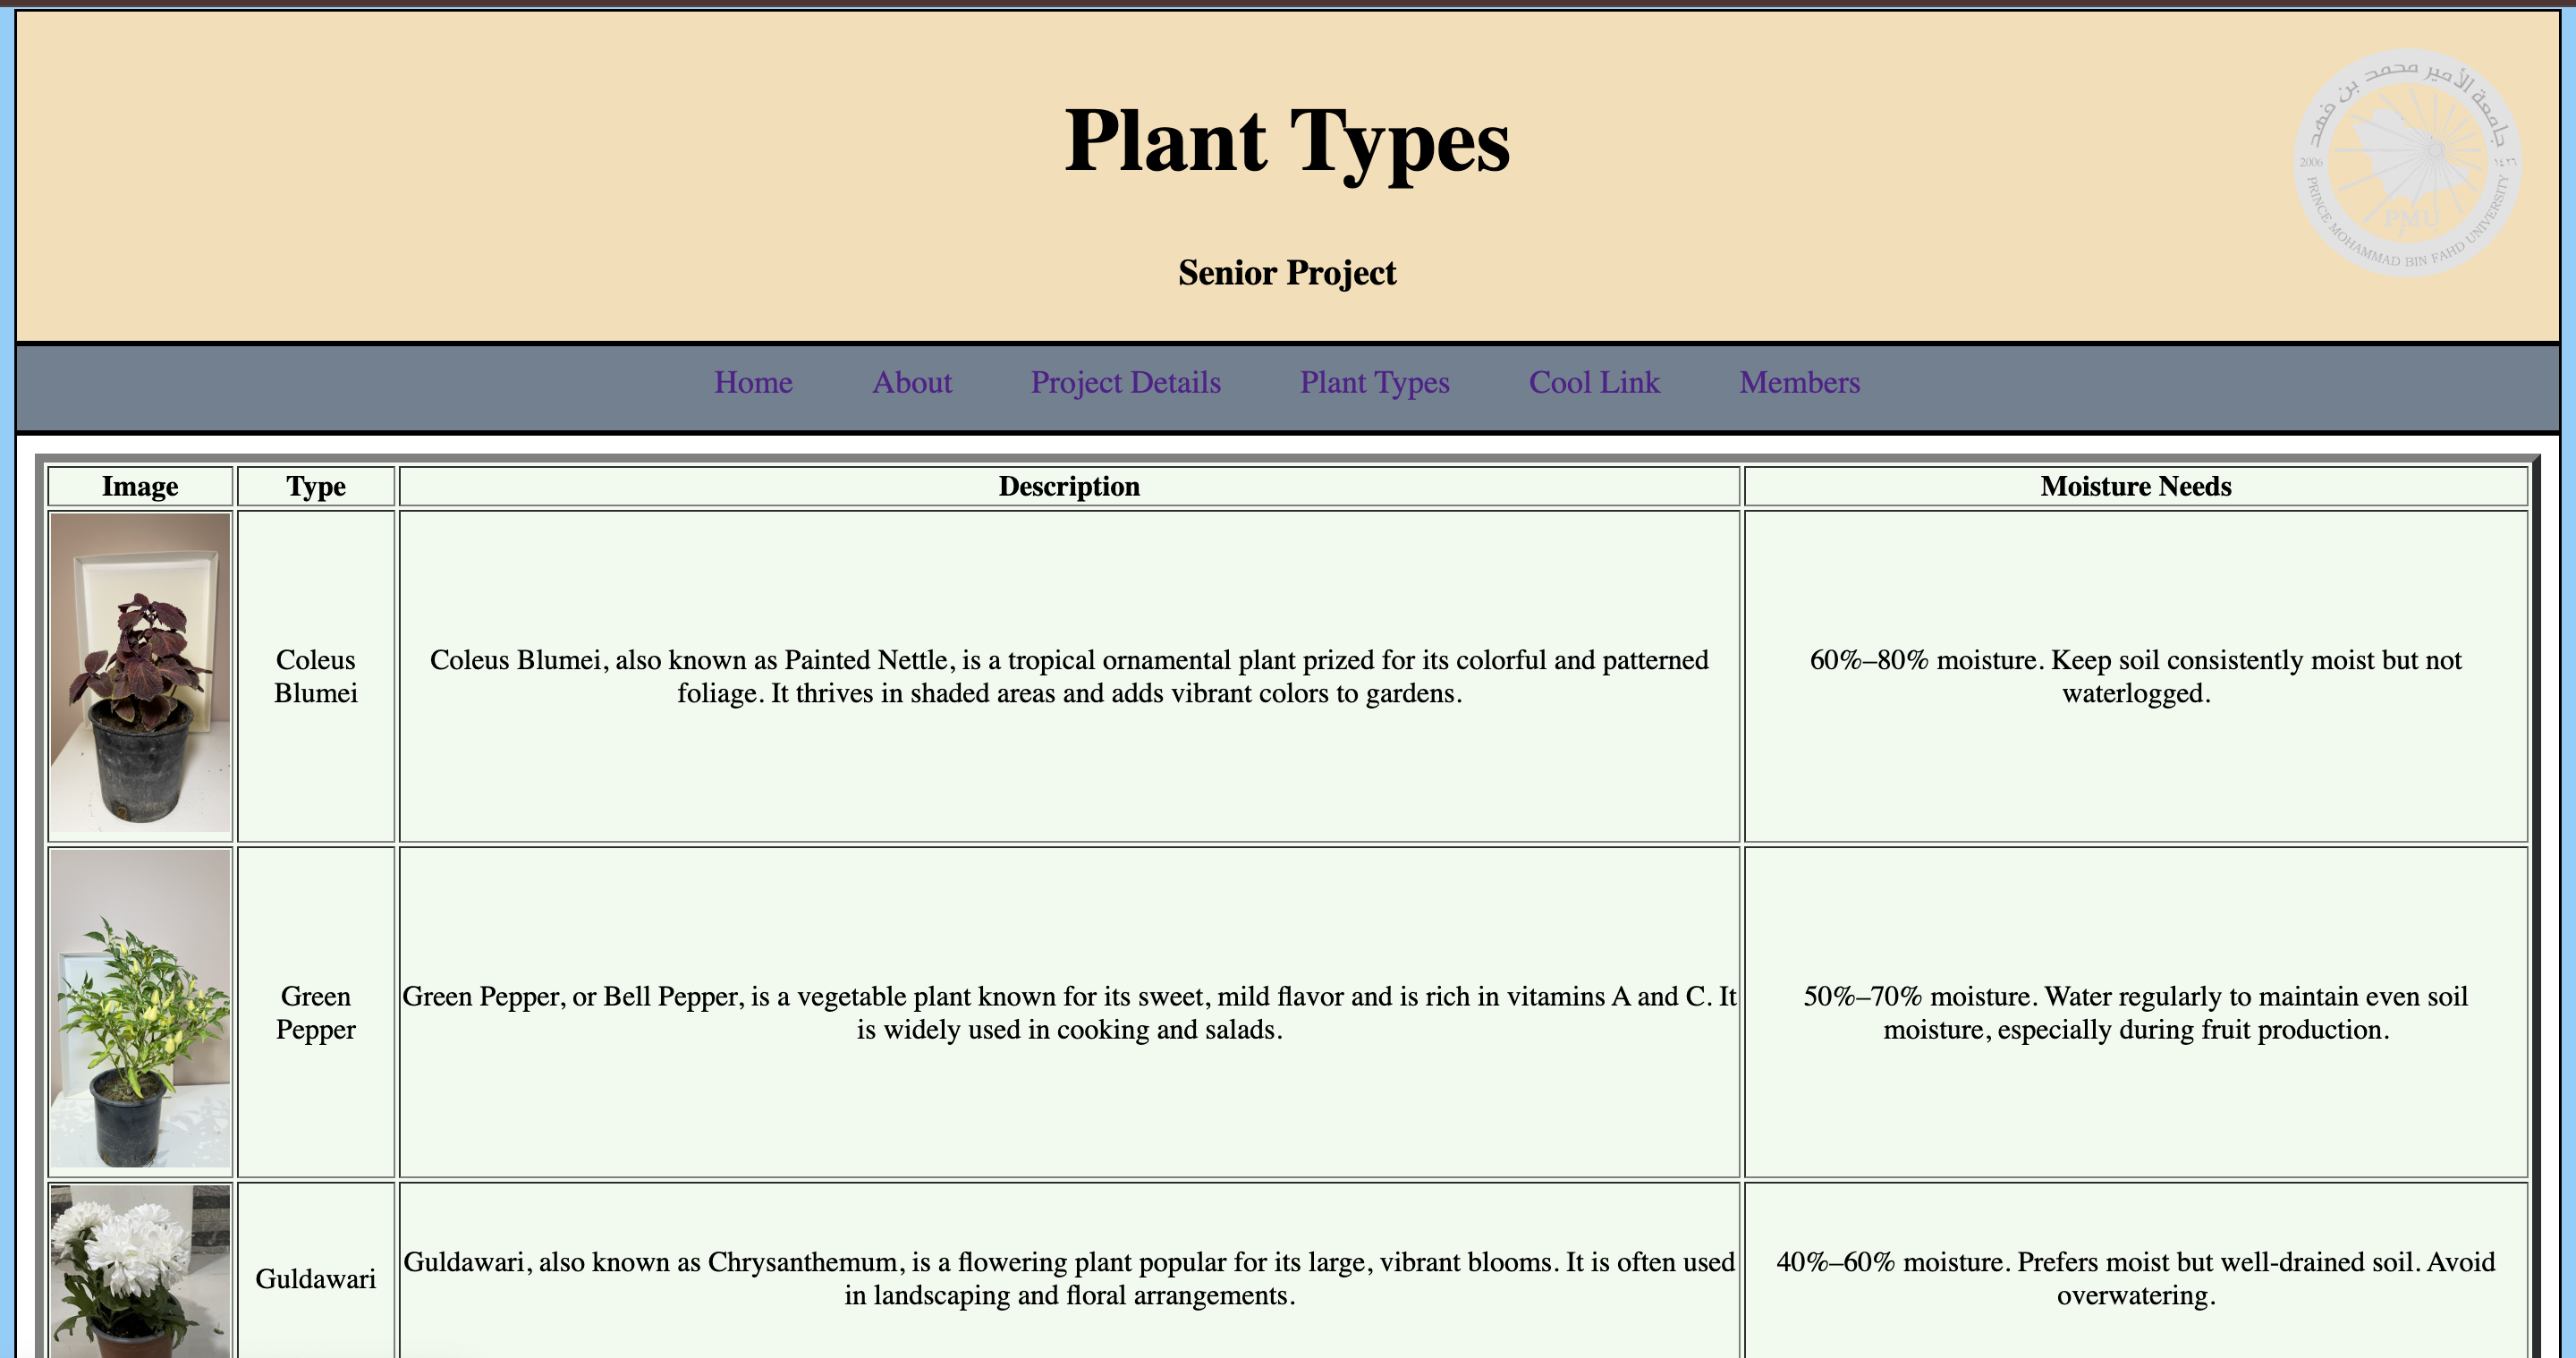 Plant Types
Senior Project
جامعة الأمير محمد بن فهد
2006
١٤٢٦
PMU
PRINCE MOHAMMAD BIN FAHD UNIVERSITY
Home About Project Details Plant Types Cool Link Members
Image Type Description Moisture Needs
Coleus
Blumei
Coleus Blumei, also known as Painted Nettle, is a tropical ornamental plant prized for its colorful and patterned
foliage. It thrives in shaded areas and adds vibrant colors to gardens.
60%–80% moisture. Keep soil consistently moist but not
waterlogged.
Green
Pepper
Green Pepper, or Bell Pepper, is a vegetable plant known for its sweet, mild flavor and is rich in vitamins A and C. It
is widely used in cooking and salads.
50%–70% moisture. Water regularly to maintain even soil
moisture, especially during fruit production.
Guldawari
Guldawari, also known as Chrysanthemum, is a flowering plant popular for its large, vibrant blooms. It is often used
in landscaping and floral arrangements.
40%–60% moisture. Prefers moist but well-drained soil. Avoid
overwatering.